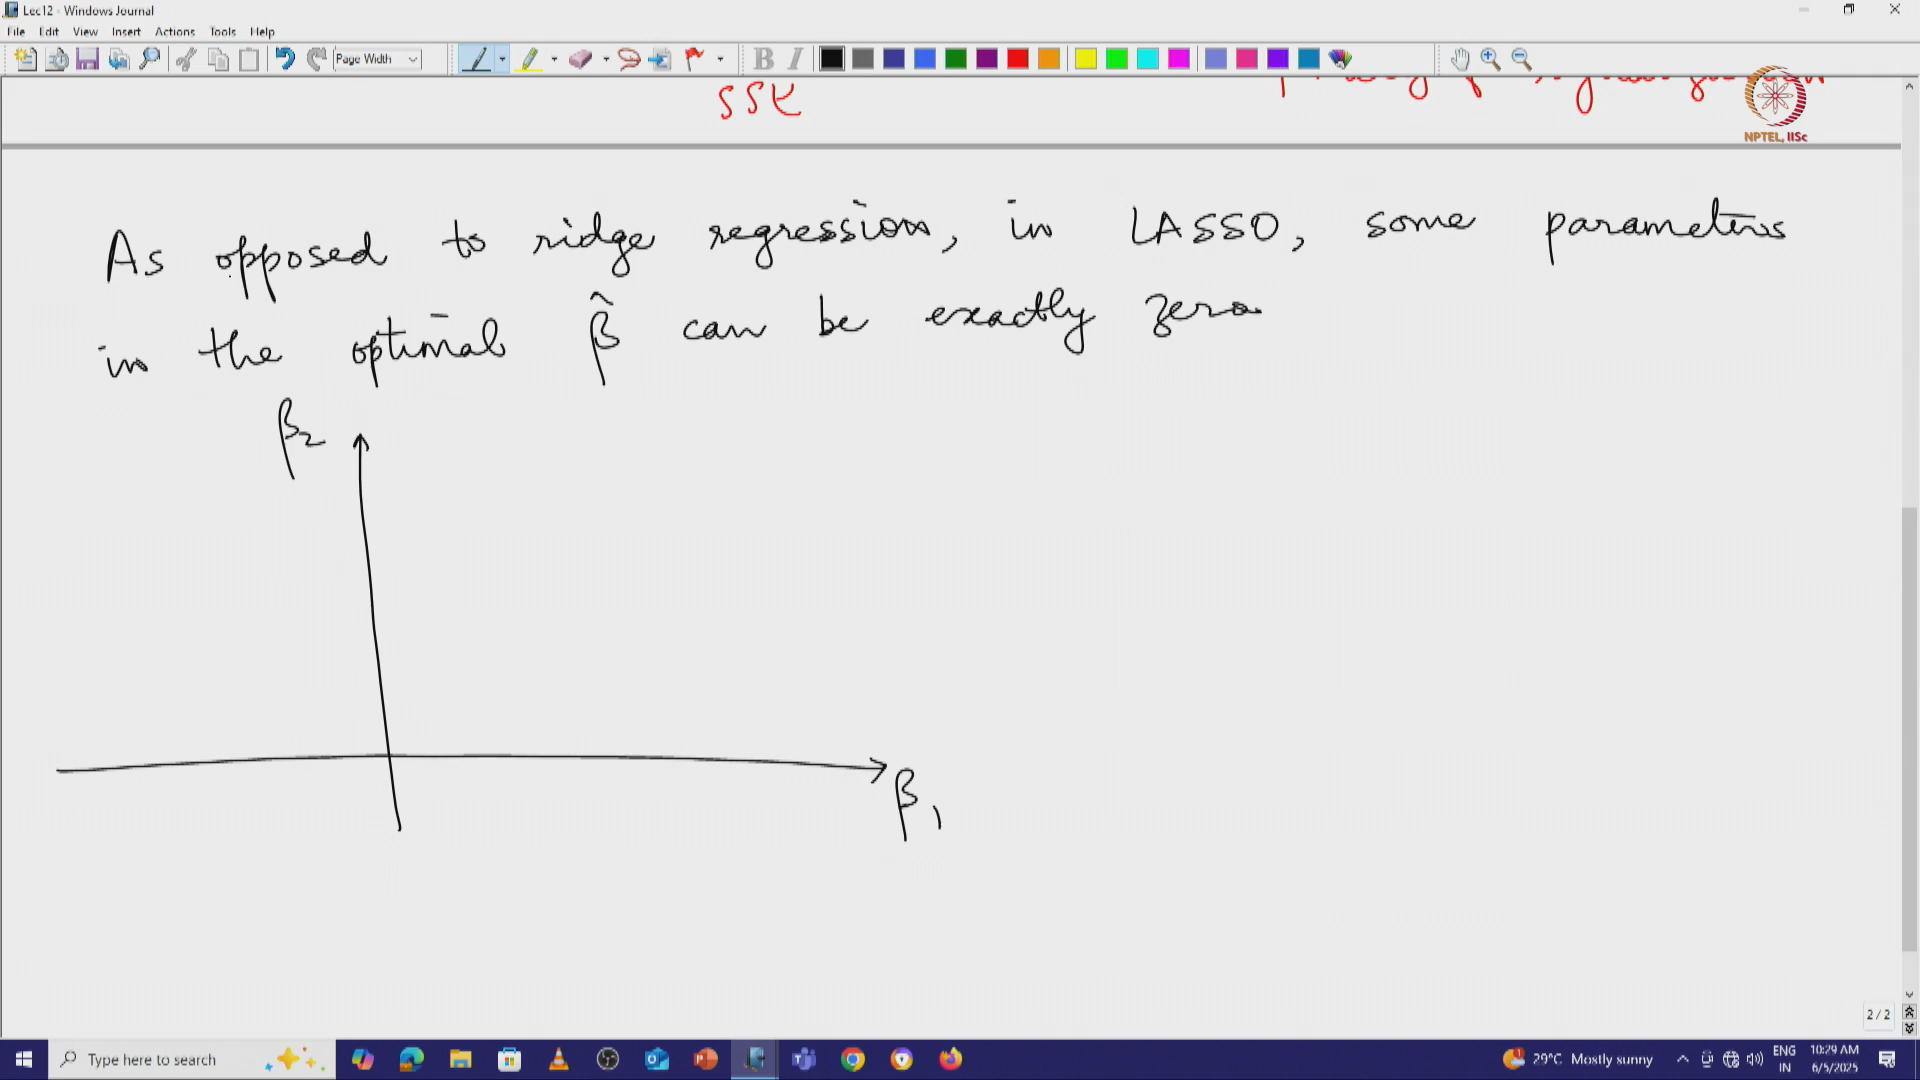 Lec12 - Windows Journal
File Edit View Insert Actions Tools Help
Page Width
B I
SSE
NPTEL, IISc
As opposed to ridge regression, in LASSO, some parameters
in the optimal β̂ can be exactly zero
β₂
β₁
2 / 2
Type here to search
29°C Mostly sunny
ENG
IN
10:29 AM
6/5/2025